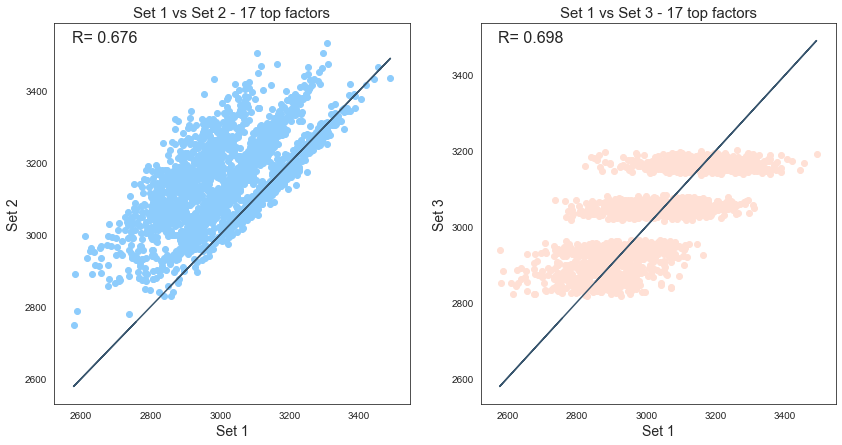 Set 1 vs Set 2 - 17 top factors
R= 0.676
3400
3200
3000
2800
2600
Set 2
2600 2800 3000 3200 3400
Set 1
Set 1 vs Set 3 - 17 top factors
R= 0.698
3400
3200
3000
2800
2600
Set 3
2600 2800 3000 3200 3400
Set 1